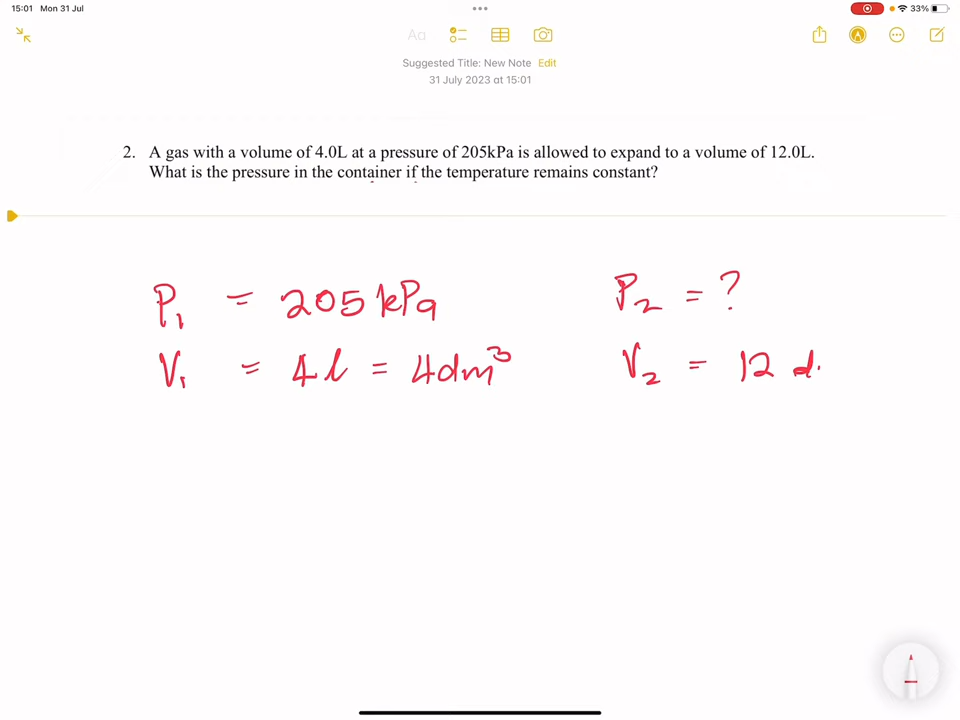 15:01 Mon 31 Jul 33%
Aa
Suggested Title: New Note Edit
31 July 2023 at 15:01
2. A gas with a volume of 4.0L at a pressure of 205kPa is allowed to expand to a volume of 12.0L.
What is the pressure in the container if the temperature remains constant?
P₁ = 205 kPa P₂ = ?
V₁ = 4l = 4dm³ V₂ = 12 d.